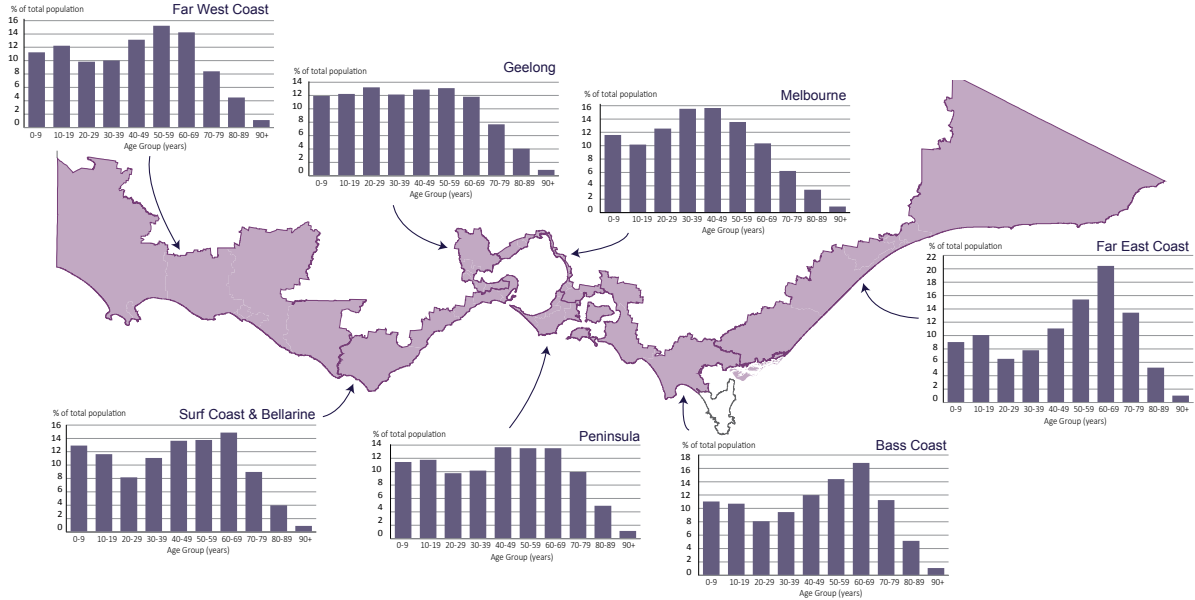 Far West Coast
% of total population
16
14
12
10
8
6
4
2
0
0-9 10-19 20-29 30-39 40-49 50-59 60-69 70-79 80-89 90+
Age Group (years)
Geelong
% of total population
14
12
10
8
6
4
2
0
0-9 10-19 20-29 30-39 40-49 50-59 60-69 70-79 80-89 90+
Age Group (years)
Melbourne
% of total population
16
14
12
10
8
6
4
2
0
0-9 10-19 20-29 30-39 40-49 50-59 60-69 70-79 80-89 90+
Age Group (years)
Far East Coast
% of total population
22
20
18
16
14
12
10
8
6
4
2
0
0-9 10-19 20-29 30-39 40-49 50-59 60-69 70-79 80-89 90+
Age Group (years)
Surf Coast & Bellarine
% of total population
16
14
12
10
8
6
4
2
0
0-9 10-19 20-29 30-39 40-49 50-59 60-69 70-79 80-89 90+
Age Group (years)
Peninsula
% of total population
14
12
10
8
6
4
2
0
0-9 10-19 20-29 30-39 40-49 50-59 60-69 70-79 80-89 90+
Age Group (years)
Bass Coast
% of total population
18
16
14
12
10
8
6
4
2
0
0-9 10-19 20-29 30-39 40-49 50-59 60-69 70-79 80-89 90+
Age Group (years)